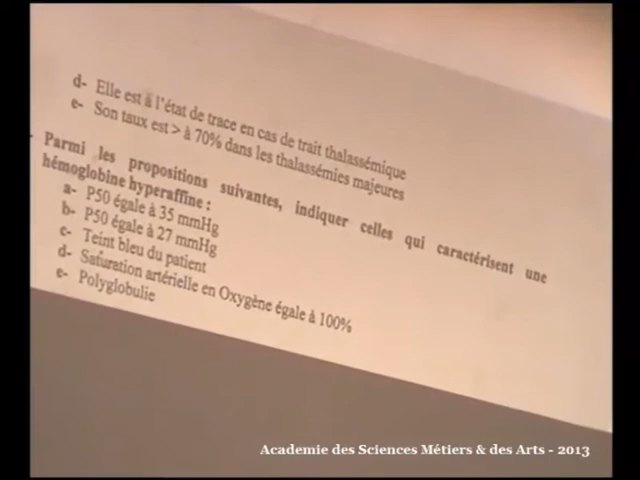 d- Elle est à l'état de trace en cas de trait thalassémique
e- Son taux est > à 70% dans les thalassémies majeures
- Parmi les propositions suivantes, indiquer celles qui caractérisent une
hémoglobine hyperaffine :
a- P50 égale à 35 mmHg
b- P50 égale à 27 mmHg
c- Teint bleu du patient
d- Saturation artérielle en Oxygène égale à 100%
e- Polyglobulie
Academie des Sciences Métiers & des Arts - 2013